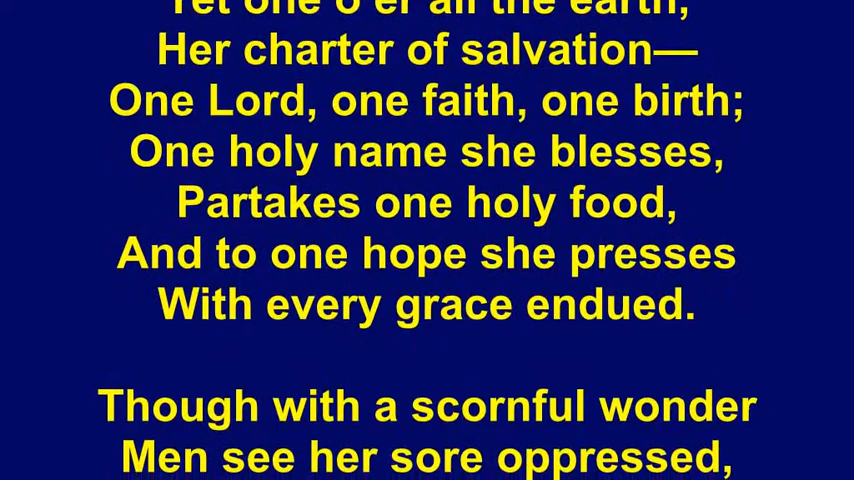 Yet one o'er all the earth,
Her charter of salvation—
One Lord, one faith, one birth;
One holy name she blesses,
Partakes one holy food,
And to one hope she presses
With every grace endued.
Though with a scornful wonder
Men see her sore oppressed,